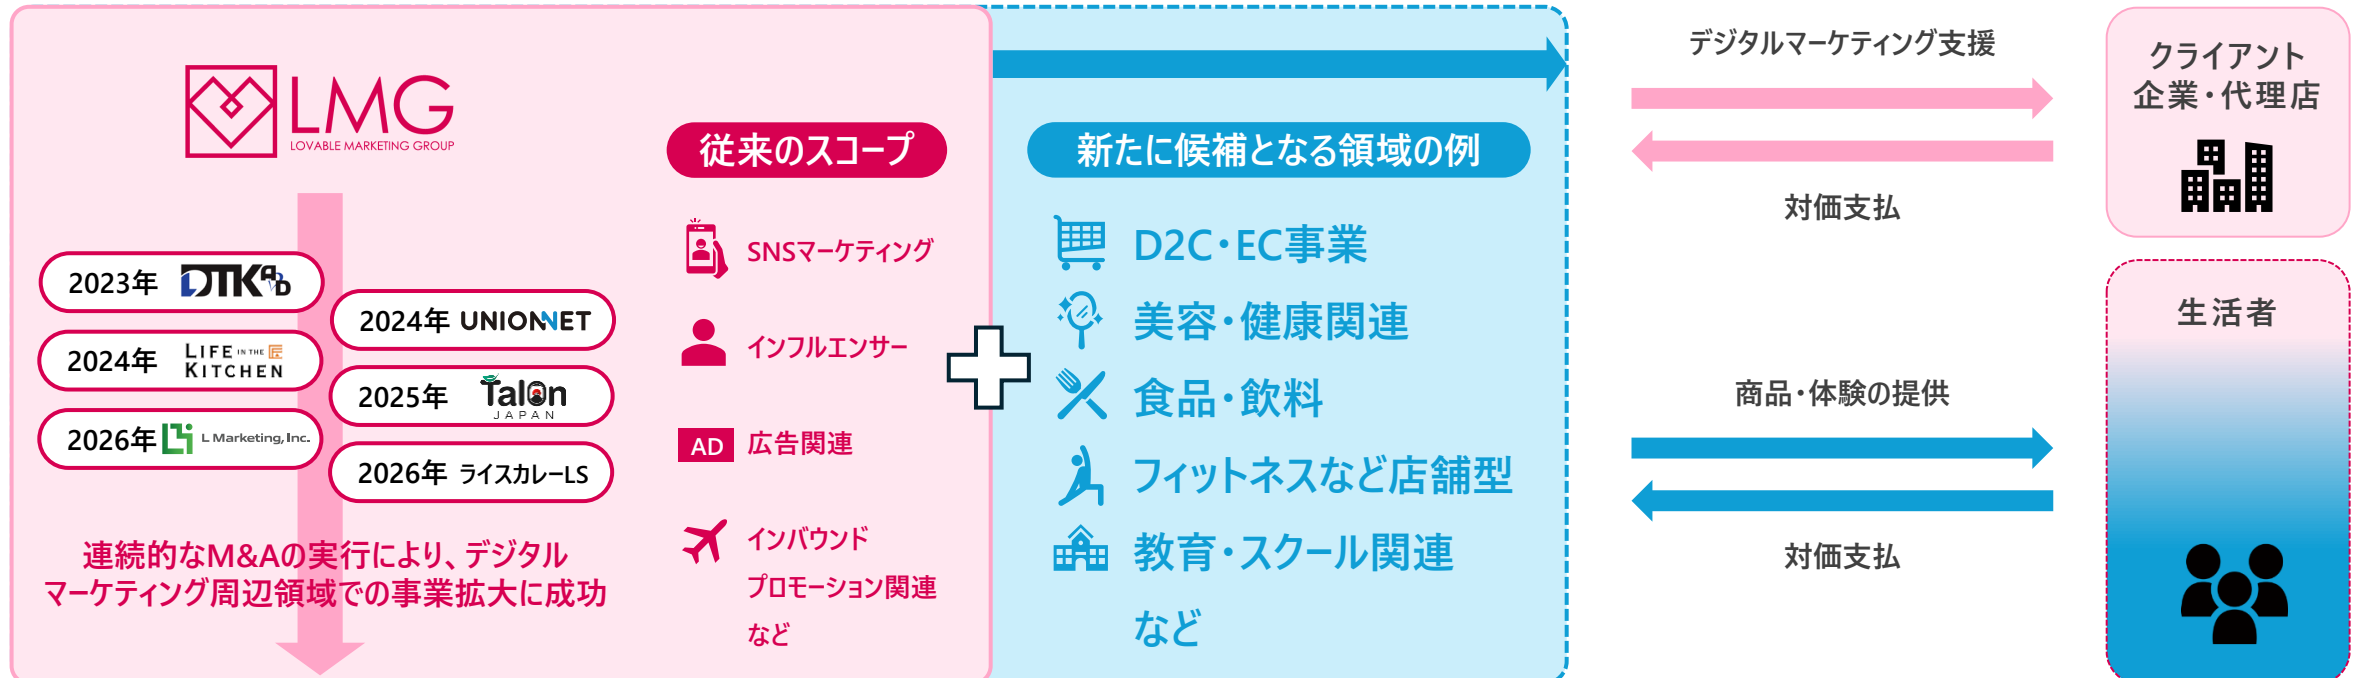 LMG
LOVABLE MARKETING GROUP
2023年 DTK AD
2024年 UNIONNET
2024年 LIFE IN THE KITCHEN
2025年 Talon JAPAN
2026年 L Marketing, Inc.
2026年 ライスカレーLS
連続的なM&Aの実行により、デジタル
マーケティング周辺領域での事業拡大に成功
従来のスコープ
SNSマーケティング
インフルエンサー
AD 広告関連
インバウンド
プロモーション関連
など
新たに候補となる領域の例
D2C・EC事業
美容・健康関連
食品・飲料
フィットネスなど店舗型
教育・スクール関連
など
デジタルマーケティング支援
対価支払
商品・体験の提供
対価支払
クライアント
企業・代理店
生活者